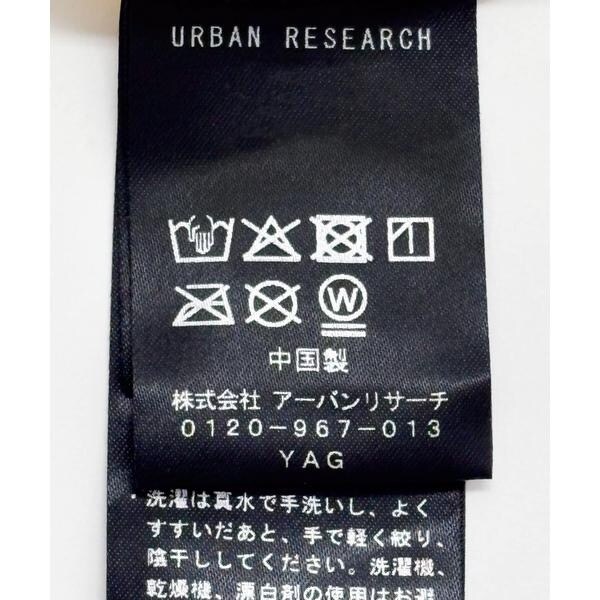 URBAN RESEARCH
W
中国製
株式会社 アーバンリサーチ
0120-967-013
YAG
・洗濯は真水で手洗いし、よく
すすいだあと、手で軽く絞り、
陰干ししてください。洗濯機、
乾燥機、漂白剤の使用はお避